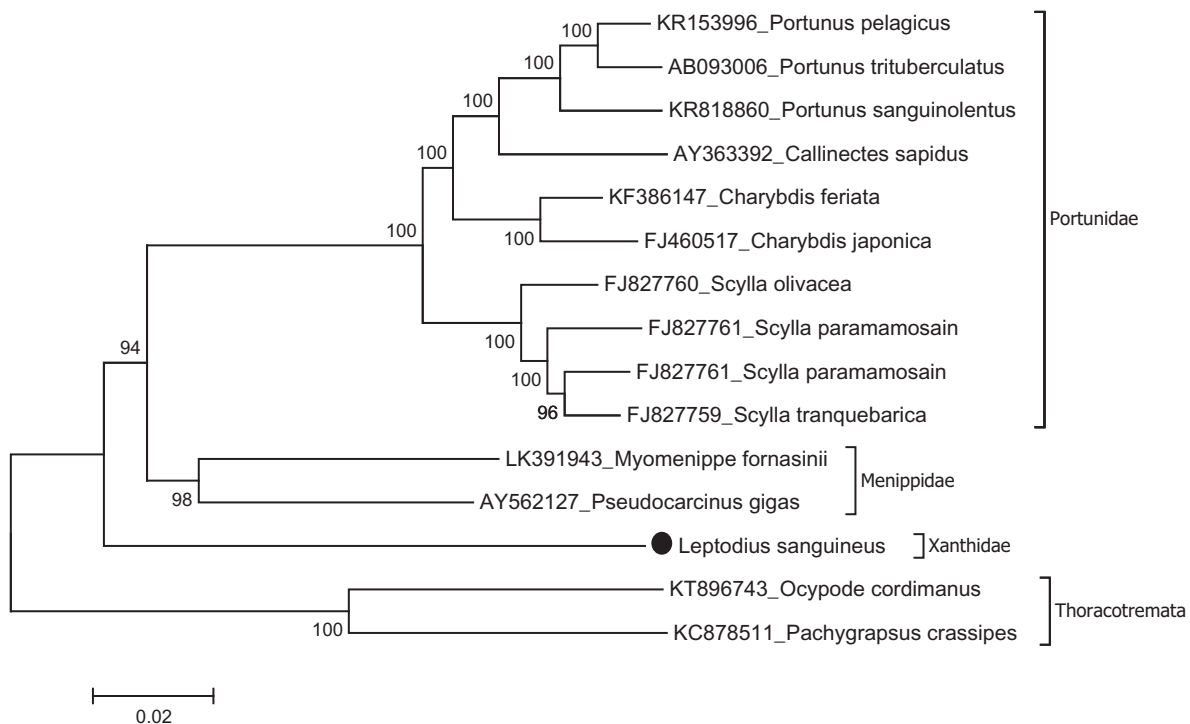 100
KR153996_Portunus pelagicus
100
AB093006_Portunus trituberculatus
100
KR818860_Portunus sanguinolentus
100
AY363392_Callinectes sapidus
KF386147_Charybdis feriata
100
FJ460517_Charybdis japonica
100
FJ827760_Scylla olivacea
100
FJ827761_Scylla paramamosain
100
FJ827761_Scylla paramamosain
96
FJ827759_Scylla tranquebarica
Portunidae
94
LK391943_Myomenippe fornasinii
98
AY562127_Pseudocarcinus gigas
Menippidae
Leptodius sanguineus
Xanthidae
KT896743_Ocypode cordimanus
100
KC878511_Pachygrapsus crassipes
Thoracotremata
0.02